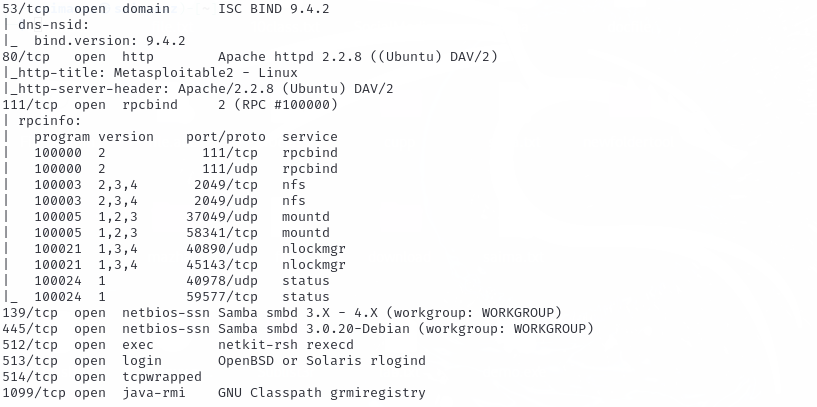 53/tcp   open  domain      ISC BIND 9.4.2
| dns-nsid:
|_  bind.version: 9.4.2
80/tcp   open  http        Apache httpd 2.2.8 ((Ubuntu) DAV/2)
|_http-title: Metasploitable2 - Linux
|_http-server-header: Apache/2.2.8 (Ubuntu) DAV/2
111/tcp  open  rpcbind     2 (RPC #100000)
| rpcinfo:
|   program version    port/proto  service
|   100000  2            111/tcp   rpcbind
|   100000  2            111/udp   rpcbind
|   100003  2,3,4       2049/tcp   nfs
|   100003  2,3,4       2049/udp   nfs
|   100005  1,2,3      37049/udp   mountd
|   100005  1,2,3      58341/tcp   mountd
|   100021  1,3,4      40890/udp   nlockmgr
|   100021  1,3,4      45143/tcp   nlockmgr
|   100024  1          40978/udp   status
|_  100024  1          59577/tcp   status
139/tcp  open  netbios-ssn Samba smbd 3.X - 4.X (workgroup: WORKGROUP)
445/tcp  open  netbios-ssn Samba smbd 3.0.20-Debian (workgroup: WORKGROUP)
512/tcp  open  exec        netkit-rsh rexecd
513/tcp  open  login       OpenBSD or Solaris rlogind
514/tcp  open  tcpwrapped
1099/tcp open  java-rmi    GNU Classpath grmiregistry